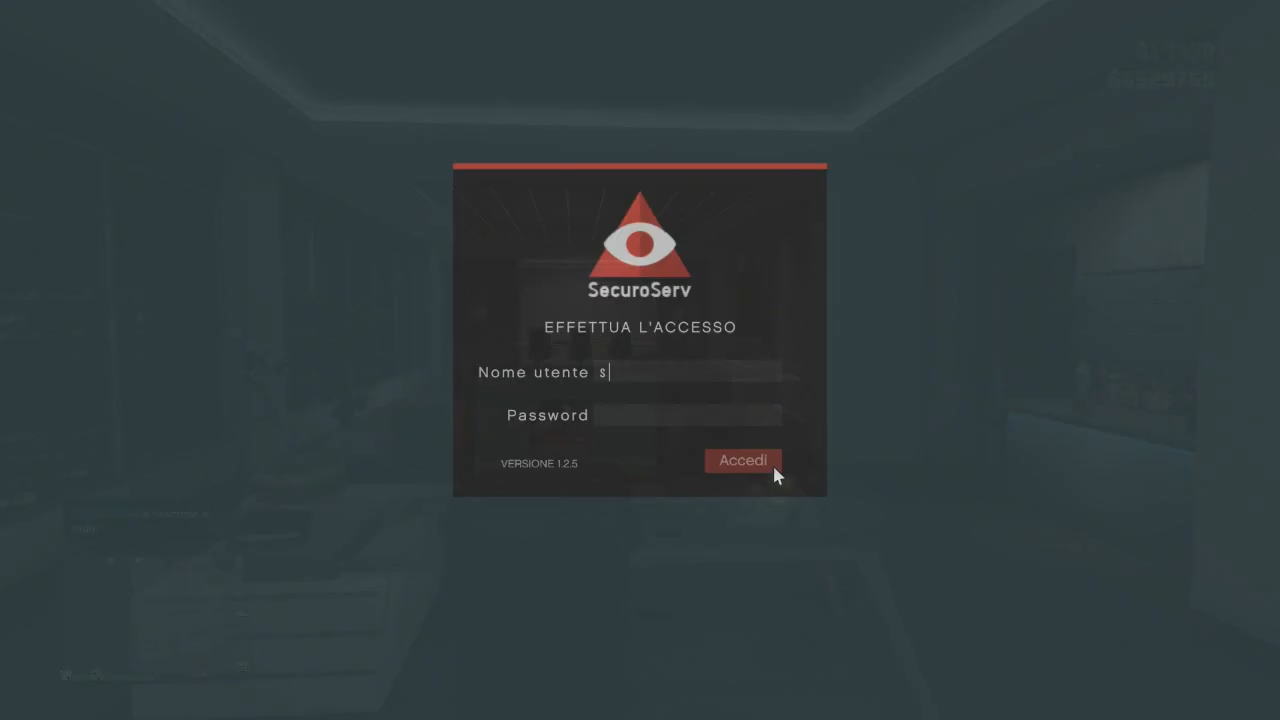 SecuroServ
EFFETTUA L'ACCESSO
Nome utente s
Password
VERSIONE 1.2.5
Accedi